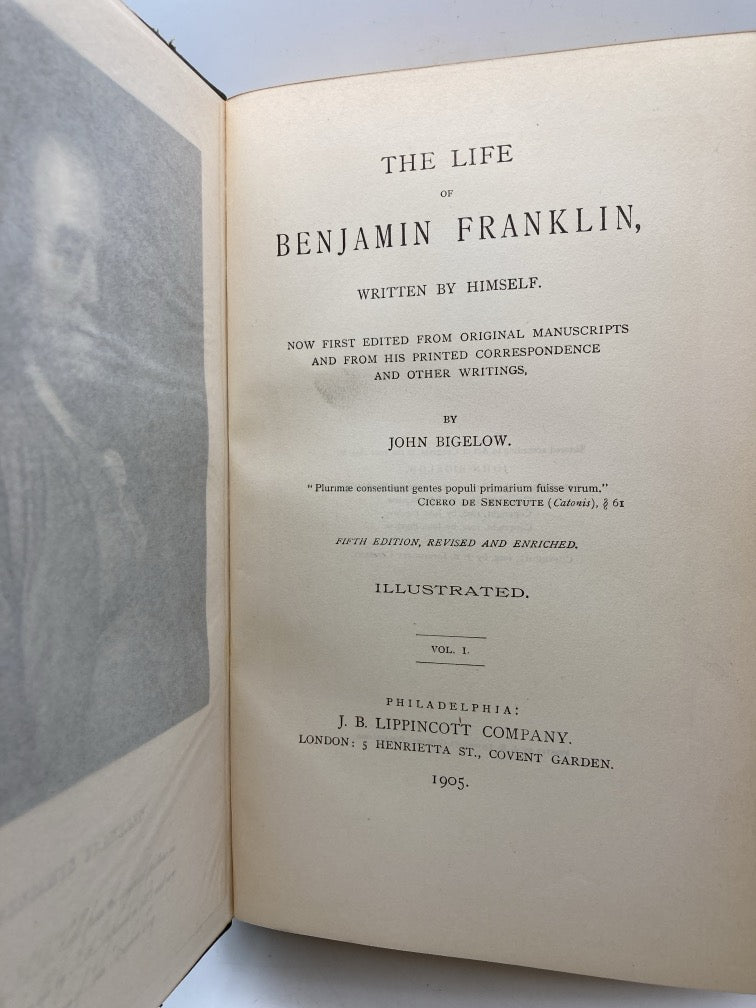 THE LIFE
OF
BENJAMIN FRANKLIN,
WRITTEN BY HIMSELF.
NOW FIRST EDITED FROM ORIGINAL MANUSCRIPTS
AND FROM HIS PRINTED CORRESPONDENCE
AND OTHER WRITINGS,
BY
JOHN BIGELOW.
“Plurimæ consentiunt gentes populi primarium fuisse virum.”
CICERO DE SENECTUTE (Catonis), § 61
FIFTH EDITION, REVISED AND ENRICHED.
ILLUSTRATED.
VOL. I.
PHILADELPHIA:
J. B. LIPPINCOTT COMPANY.
LONDON: 5 HENRIETTA ST., COVENT GARDEN.
1905.